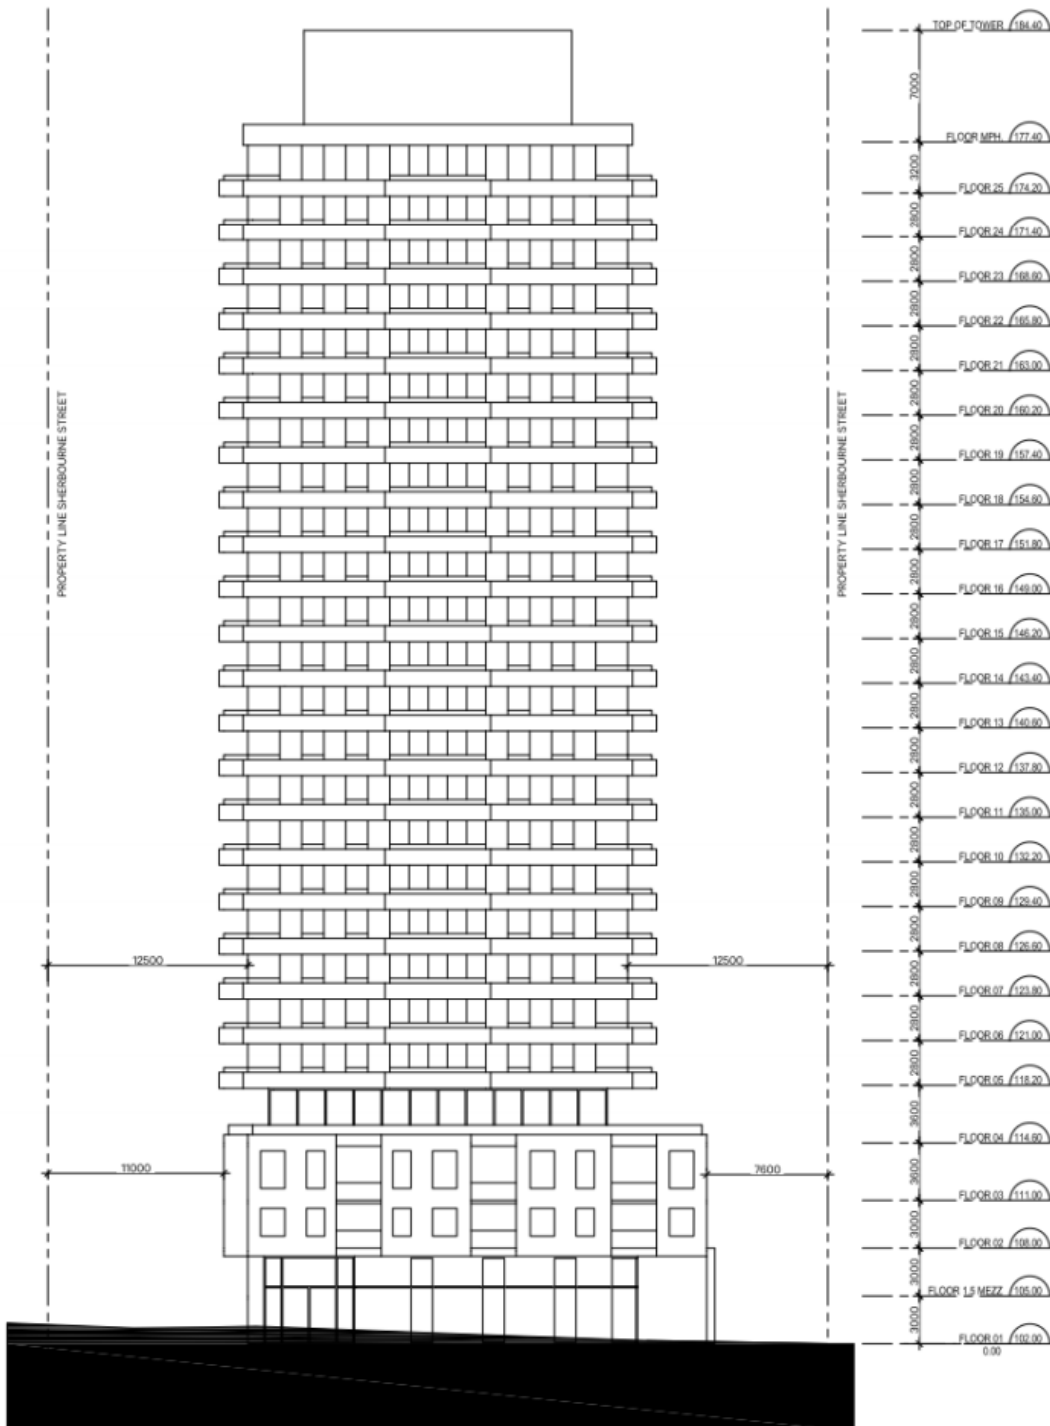 TOP OF TOWER 184.40
7000
FLOOR MPH. 177.40
3200
FLOOR 25 174.20
2800
FLOOR 24 171.40
2800
FLOOR 23 168.60
2800
FLOOR 22 165.80
2800
FLOOR 21 163.00
2800
FLOOR 20 160.20
2800
FLOOR 19 157.40
2800
FLOOR 18 154.60
2800
FLOOR 17 151.80
2800
FLOOR 16 149.00
2800
FLOOR 15 146.20
2800
FLOOR 14 143.40
2800
FLOOR 13 140.60
2800
FLOOR 12 137.80
2800
FLOOR 11 135.00
2800
FLOOR 10 132.20
2800
FLOOR 09 129.40
2800
FLOOR 08 126.60
2800
FLOOR 07 123.80
2800
FLOOR 06 121.00
2800
FLOOR 05 118.20
3600
FLOOR 04 114.60
3600
FLOOR 03 111.00
3000
FLOOR 02 108.00
3000
FLOOR 1.5 MEZZ 105.00
3000
FLOOR 01 102.00
0.00
PROPERTY LINE SHERBOURNE STREET
PROPERTY LINE SHERBOURNE STREET
12500
12500
11000
7600